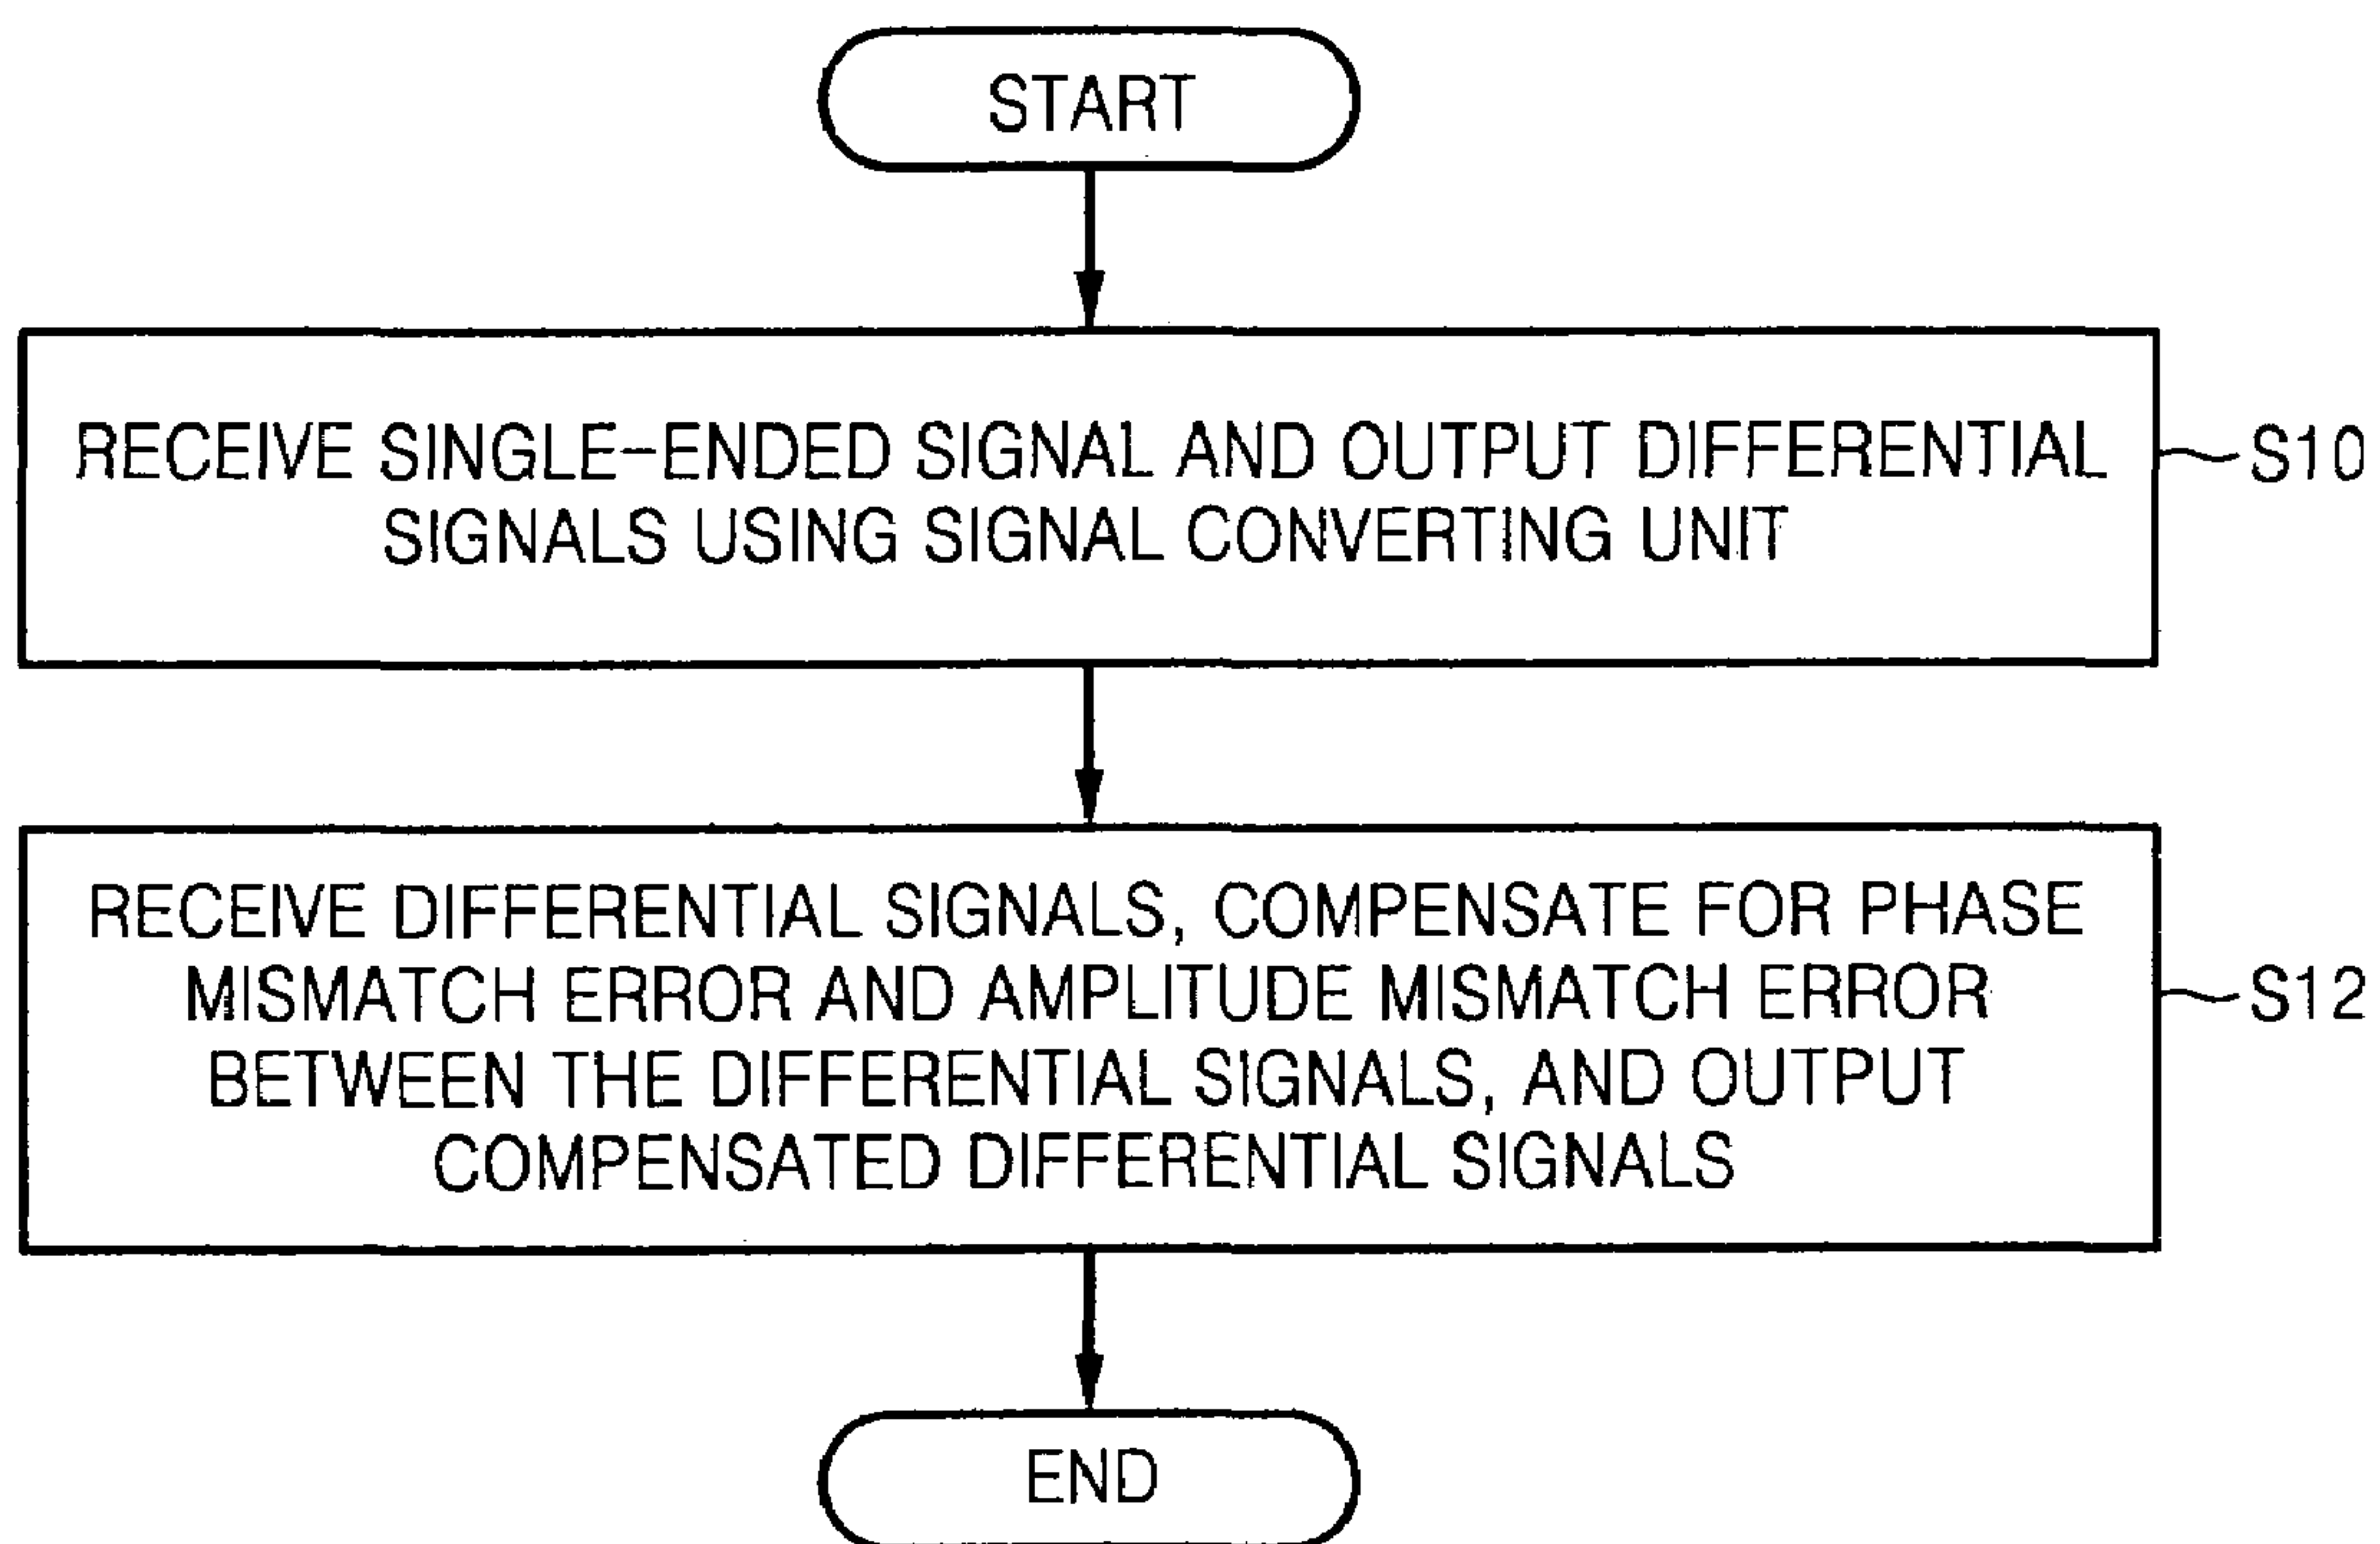 START
RECEIVE SINGLE-ENDED SIGNAL AND OUTPUT DIFFERENTIAL
SIGNALS USING SIGNAL CONVERTING UNIT
S10
RECEIVE DIFFERENTIAL SIGNALS, COMPENSATE FOR PHASE
MISMATCH ERROR AND AMPLITUDE MISMATCH ERROR
BETWEEN THE DIFFERENTIAL SIGNALS, AND OUTPUT
COMPENSATED DIFFERENTIAL SIGNALS
S12
END